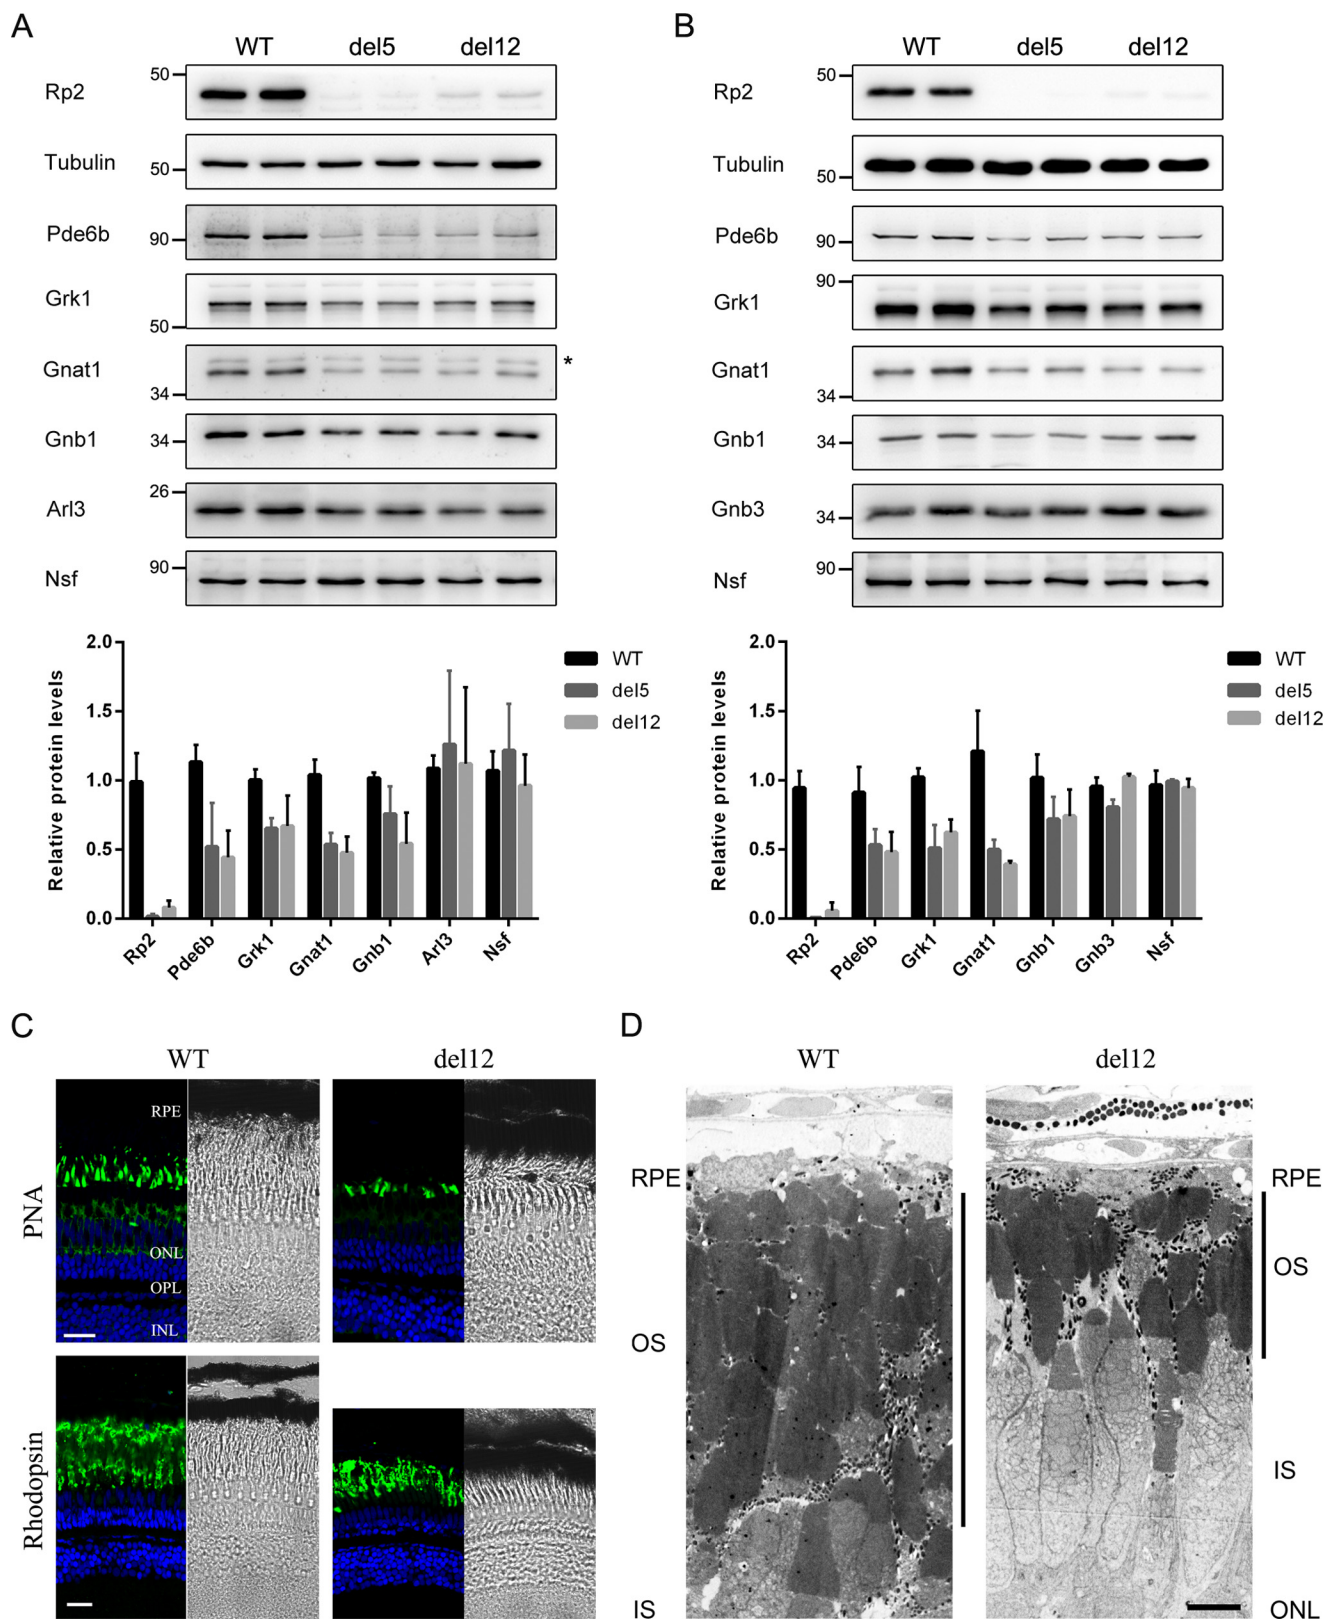 A
WT del5 del12
Rp2 50
Tubulin 50
Pde6b 90
Grk1 50
Gnat1 34 *
Gnb1 34
Arl3 26
Nsf 90
2.0
1.5
1.0
0.5
0.0
Relative protein levels
WT
del5
del12
Rp2 Pde6b Grk1 Gnat1 Gnb1 Arl3 Nsf
B
WT del5 del12
Rp2 50
Tubulin 50
Pde6b 90
Grk1 90
Gnat1 34
Gnb1 34
Gnb3 34
Nsf 90
2.0
1.5
1.0
0.5
0.0
Relative protein levels
WT
del5
del12
Rp2 Pde6b Grk1 Gnat1 Gnb1 Gnb3 Nsf
C
WT del12
PNA
RPE
ONL
OPL
INL
Rhodopsin
D
WT del12
RPE
OS
IS
RPE
OS
IS
ONL